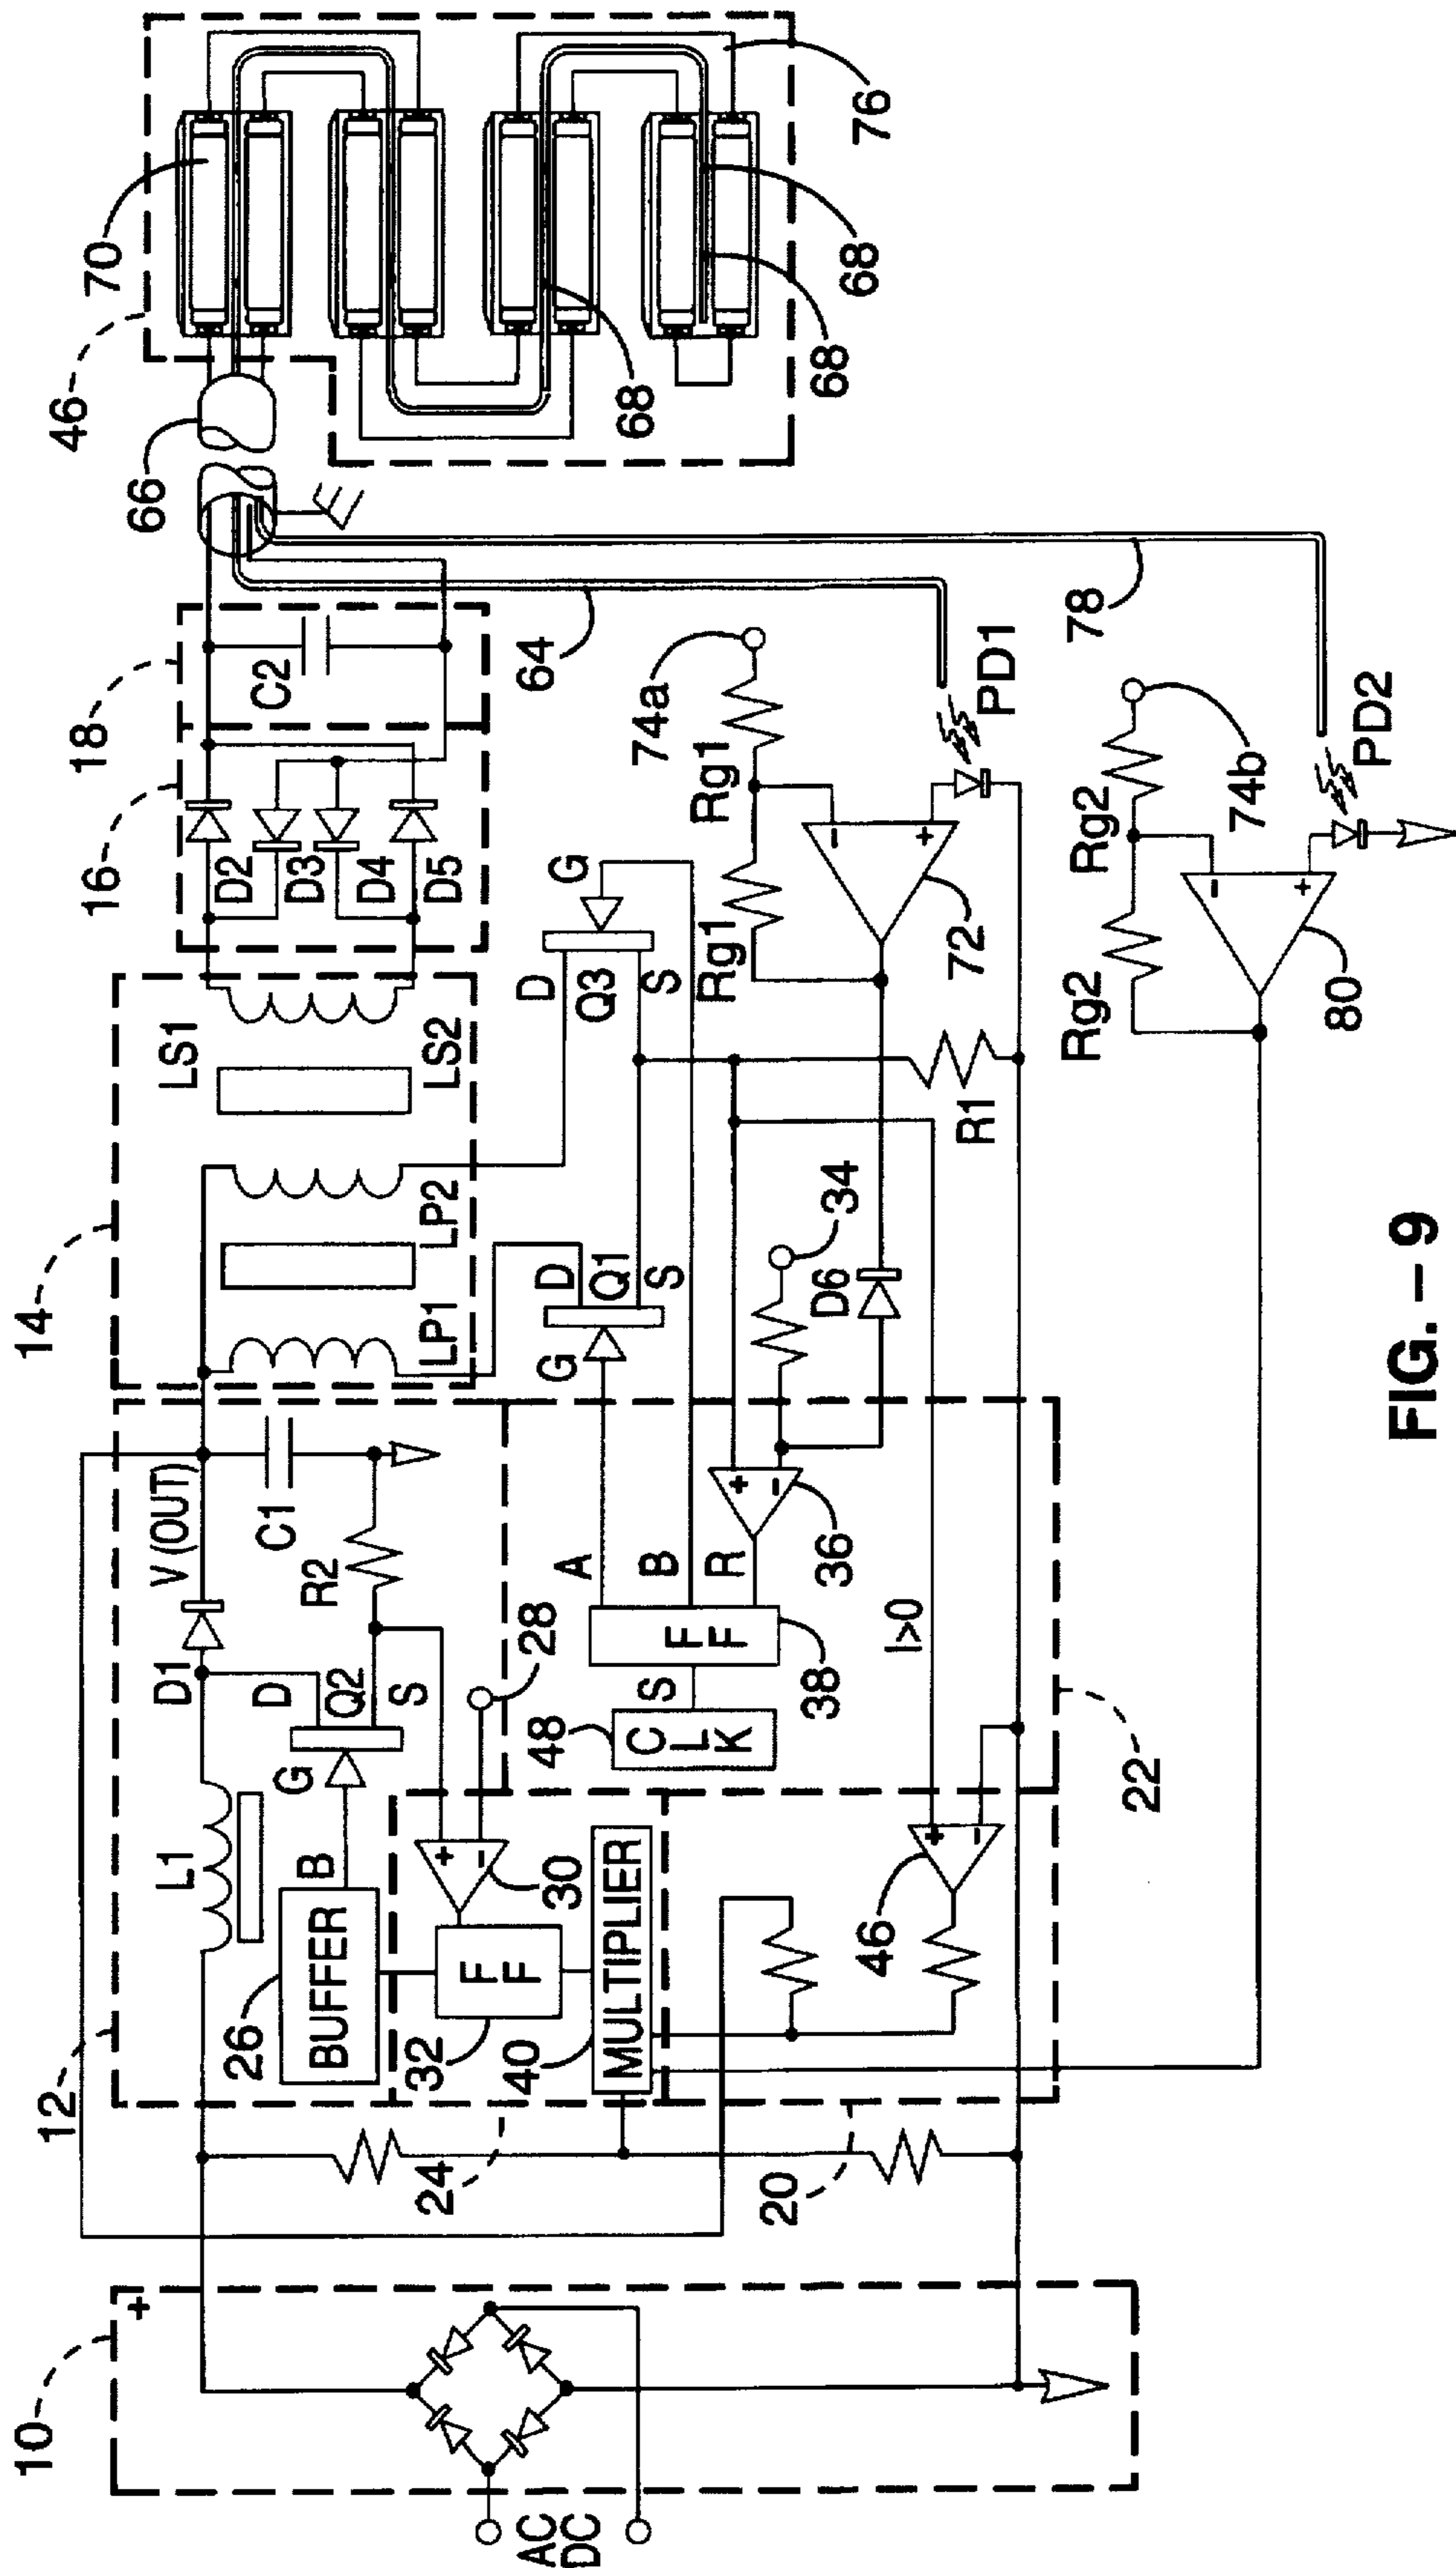 10
+
AC
DC
12
L1
D1
V (OUT)
C1
R2
26
BUFFER
B
G
D
Q2
S
24
32
F
F
+
-
30
28
40
MULTIPLIER
20
46
+
-
I>0
22
48
C
L
K
S
F
F
38
A
B
R
+
-
36
34
D6
14
LP1
LP2
LS1
LS2
G
D
Q1
S
D
Q3
S
G
R1
16
18
D2
D3
D4
D5
C2
Rg1
Rg1
74a
-
+
72
PD1
64
Rg2
Rg2
74b
-
+
80
PD2
78
66
46
70
68
68
68
76
68
FIG. – 9